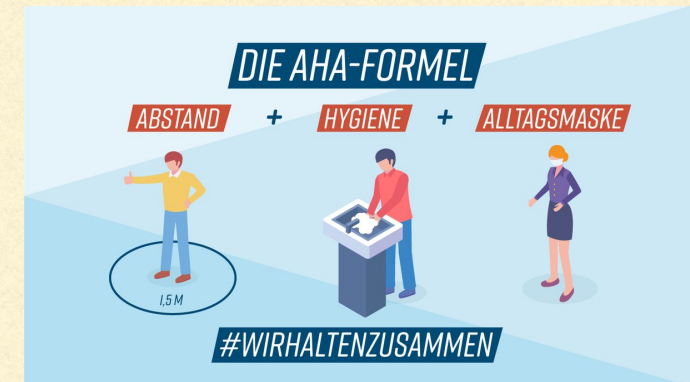 DIE AHA-FORMEL
ABSTAND + HYGIENE + ALLTAGSMASKE
1,5 M
#WIRHALTENZUSAMMEN